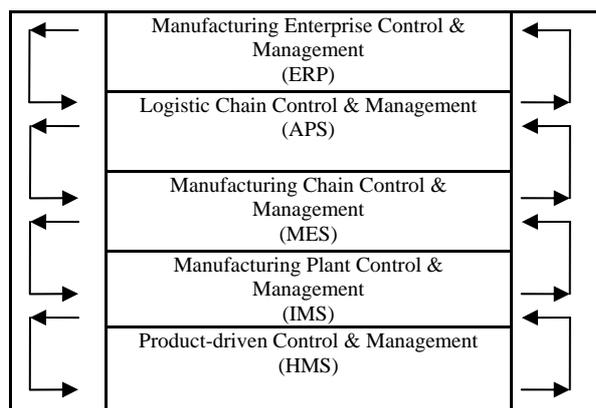 Manufacturing Enterprise Control &
Management
(ERP)
Logistic Chain Control & Management
(APS)
Manufacturing Chain Control &
Management
(MES)
Manufacturing Plant Control &
Management
(IMS)
Product-driven Control & Management
(HMS)